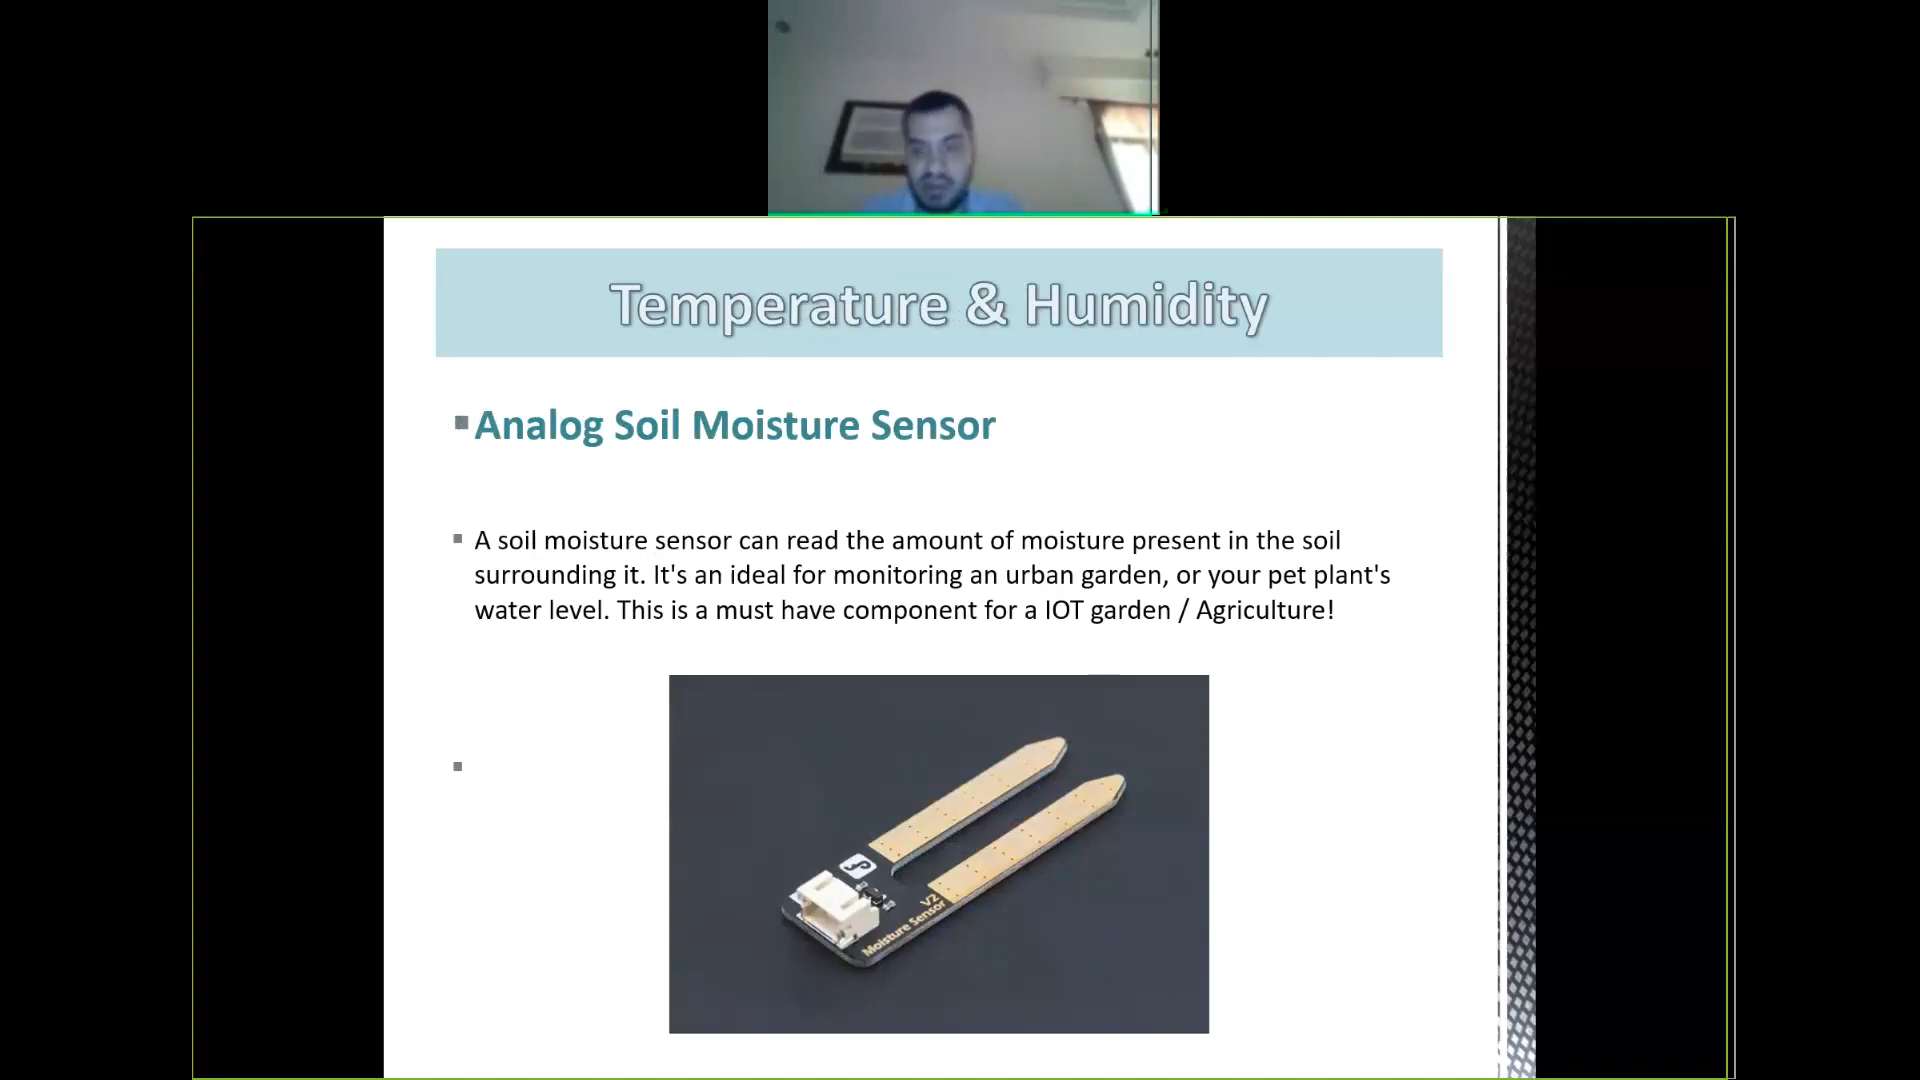 Temperature & Humidity
Analog Soil Moisture Sensor
A soil moisture sensor can read the amount of moisture present in the soil
surrounding it. It's an ideal for monitoring an urban garden, or your pet plant's
water level. This is a must have component for a IOT garden / Agriculture!
V2
Moisture Sensor